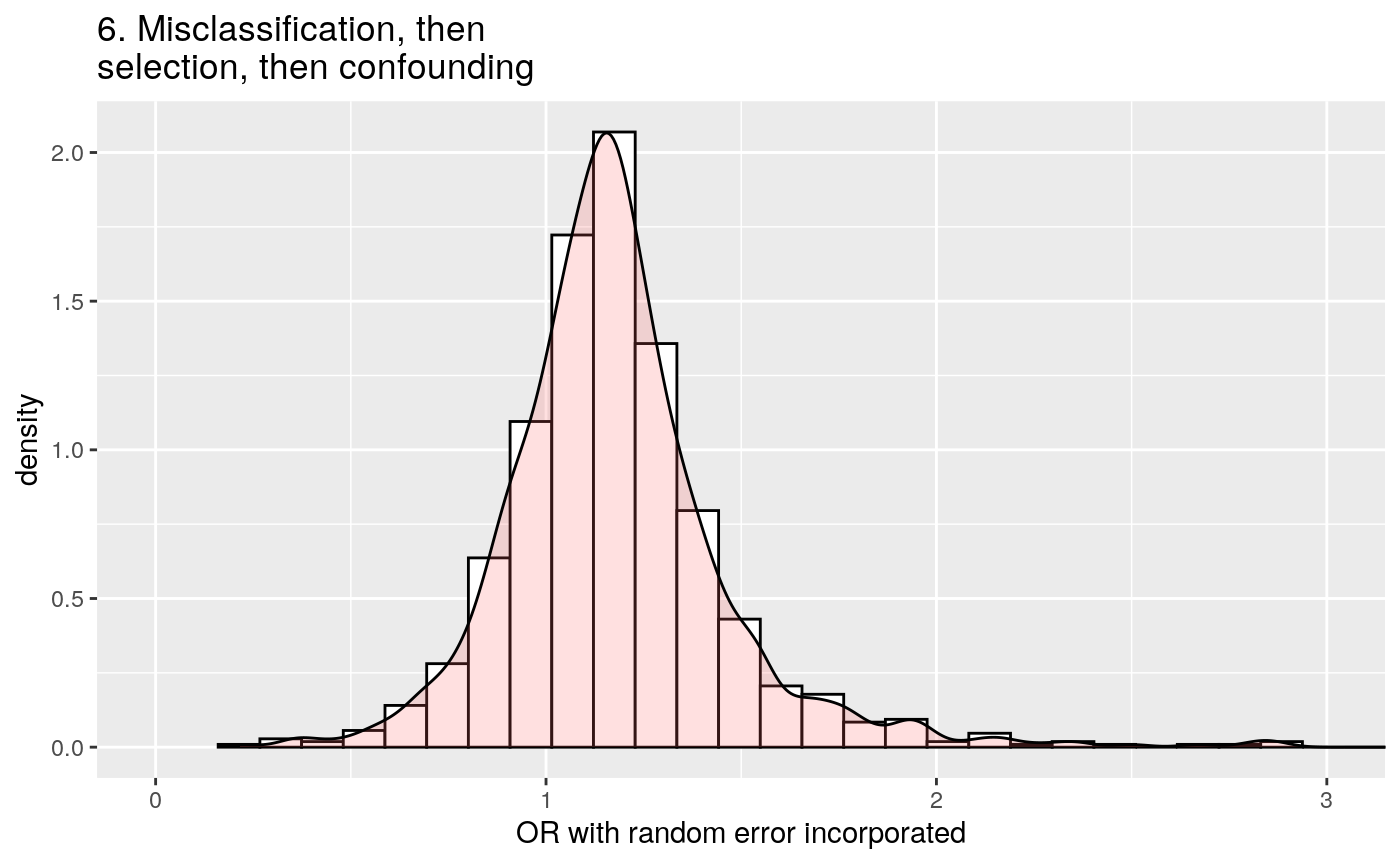 6. Misclassification, then
selection, then confounding
density
2.0
1.5
1.0
0.5
0.0
0
1
2
3
OR with random error incorporated